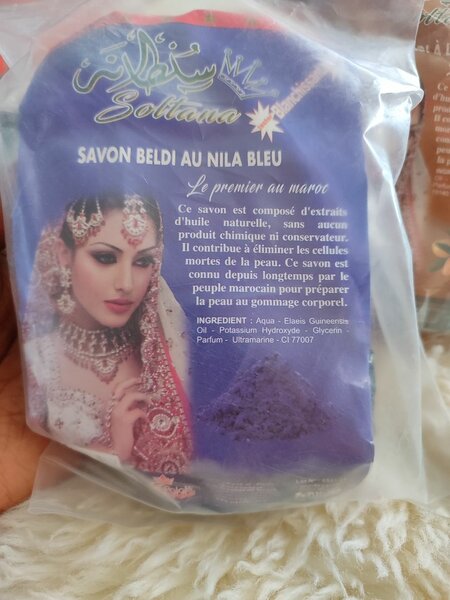 سلطانة
Soltana
Blanchissant
SAVON BELDI AU NILA BLEU
Le premier au maroc
Ce savon est composé d'extraits
d'huile naturelle, sans aucun
produit chimique ni conservateur.
Il contribue à éliminer les cellules
mortes de la peau. Ce savon est
connu depuis longtemps par le
peuple marocain pour préparer
la peau au gommage corporel.
INGREDIENT : Aqua - Elaeis Guineensis
Oil - Potassium Hydroxyde - Glycerin -
Parfum - Ultramarine - CI 77007